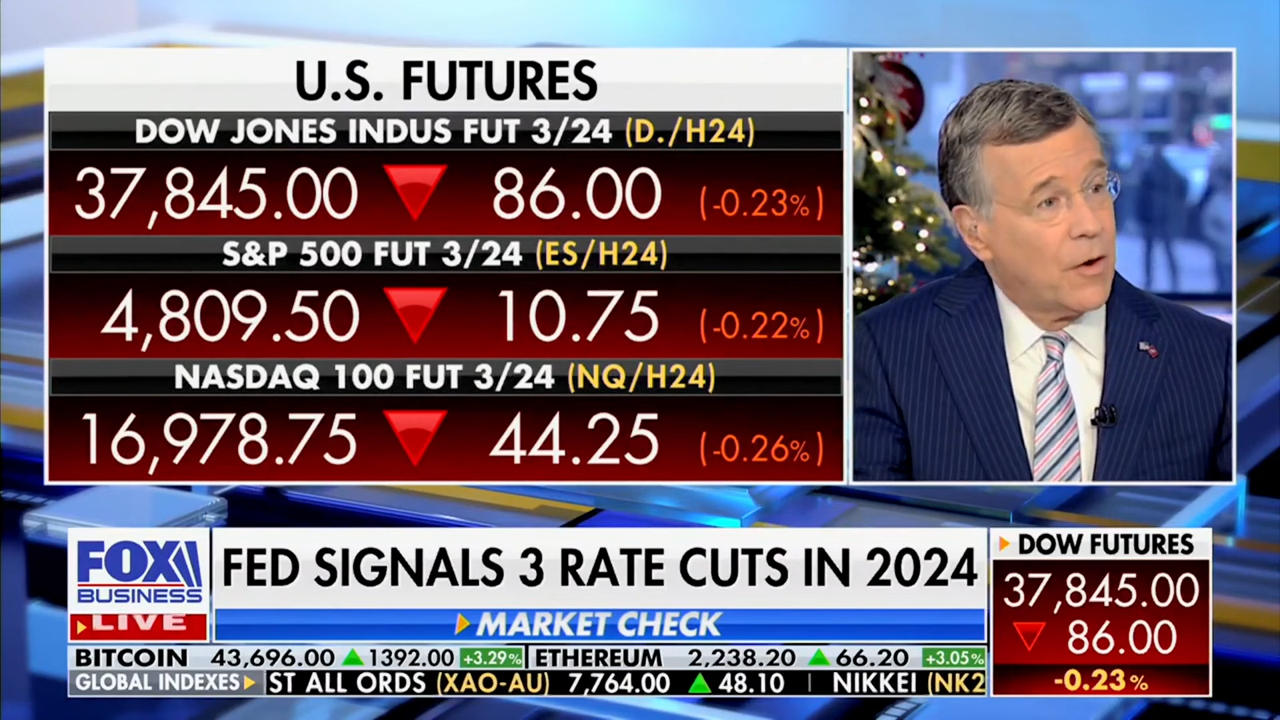 U.S. FUTURES
DOW JONES INDUS FUT 3/24 (D./H24)
37,845.00 86.00 (-0.23%)
S&P 500 FUT 3/24 (ES/H24)
4,809.50 10.75 (-0.22%)
NASDAQ 100 FUT 3/24 (NQ/H24)
16,978.75 44.25 (-0.26%)
FOX
BUSINESS
LIVE
FED SIGNALS 3 RATE CUTS IN 2024
MARKET CHECK
DOW FUTURES
37,845.00
86.00
-0.23%
BITCOIN 43,696.00 1392.00 +3.29% ETHEREUM 2,238.20 66.20 +3.05%
GLOBAL INDEXES ST ALL ORDS (XAO-AU) 7,764.00 48.10 NIKKEI (NK2